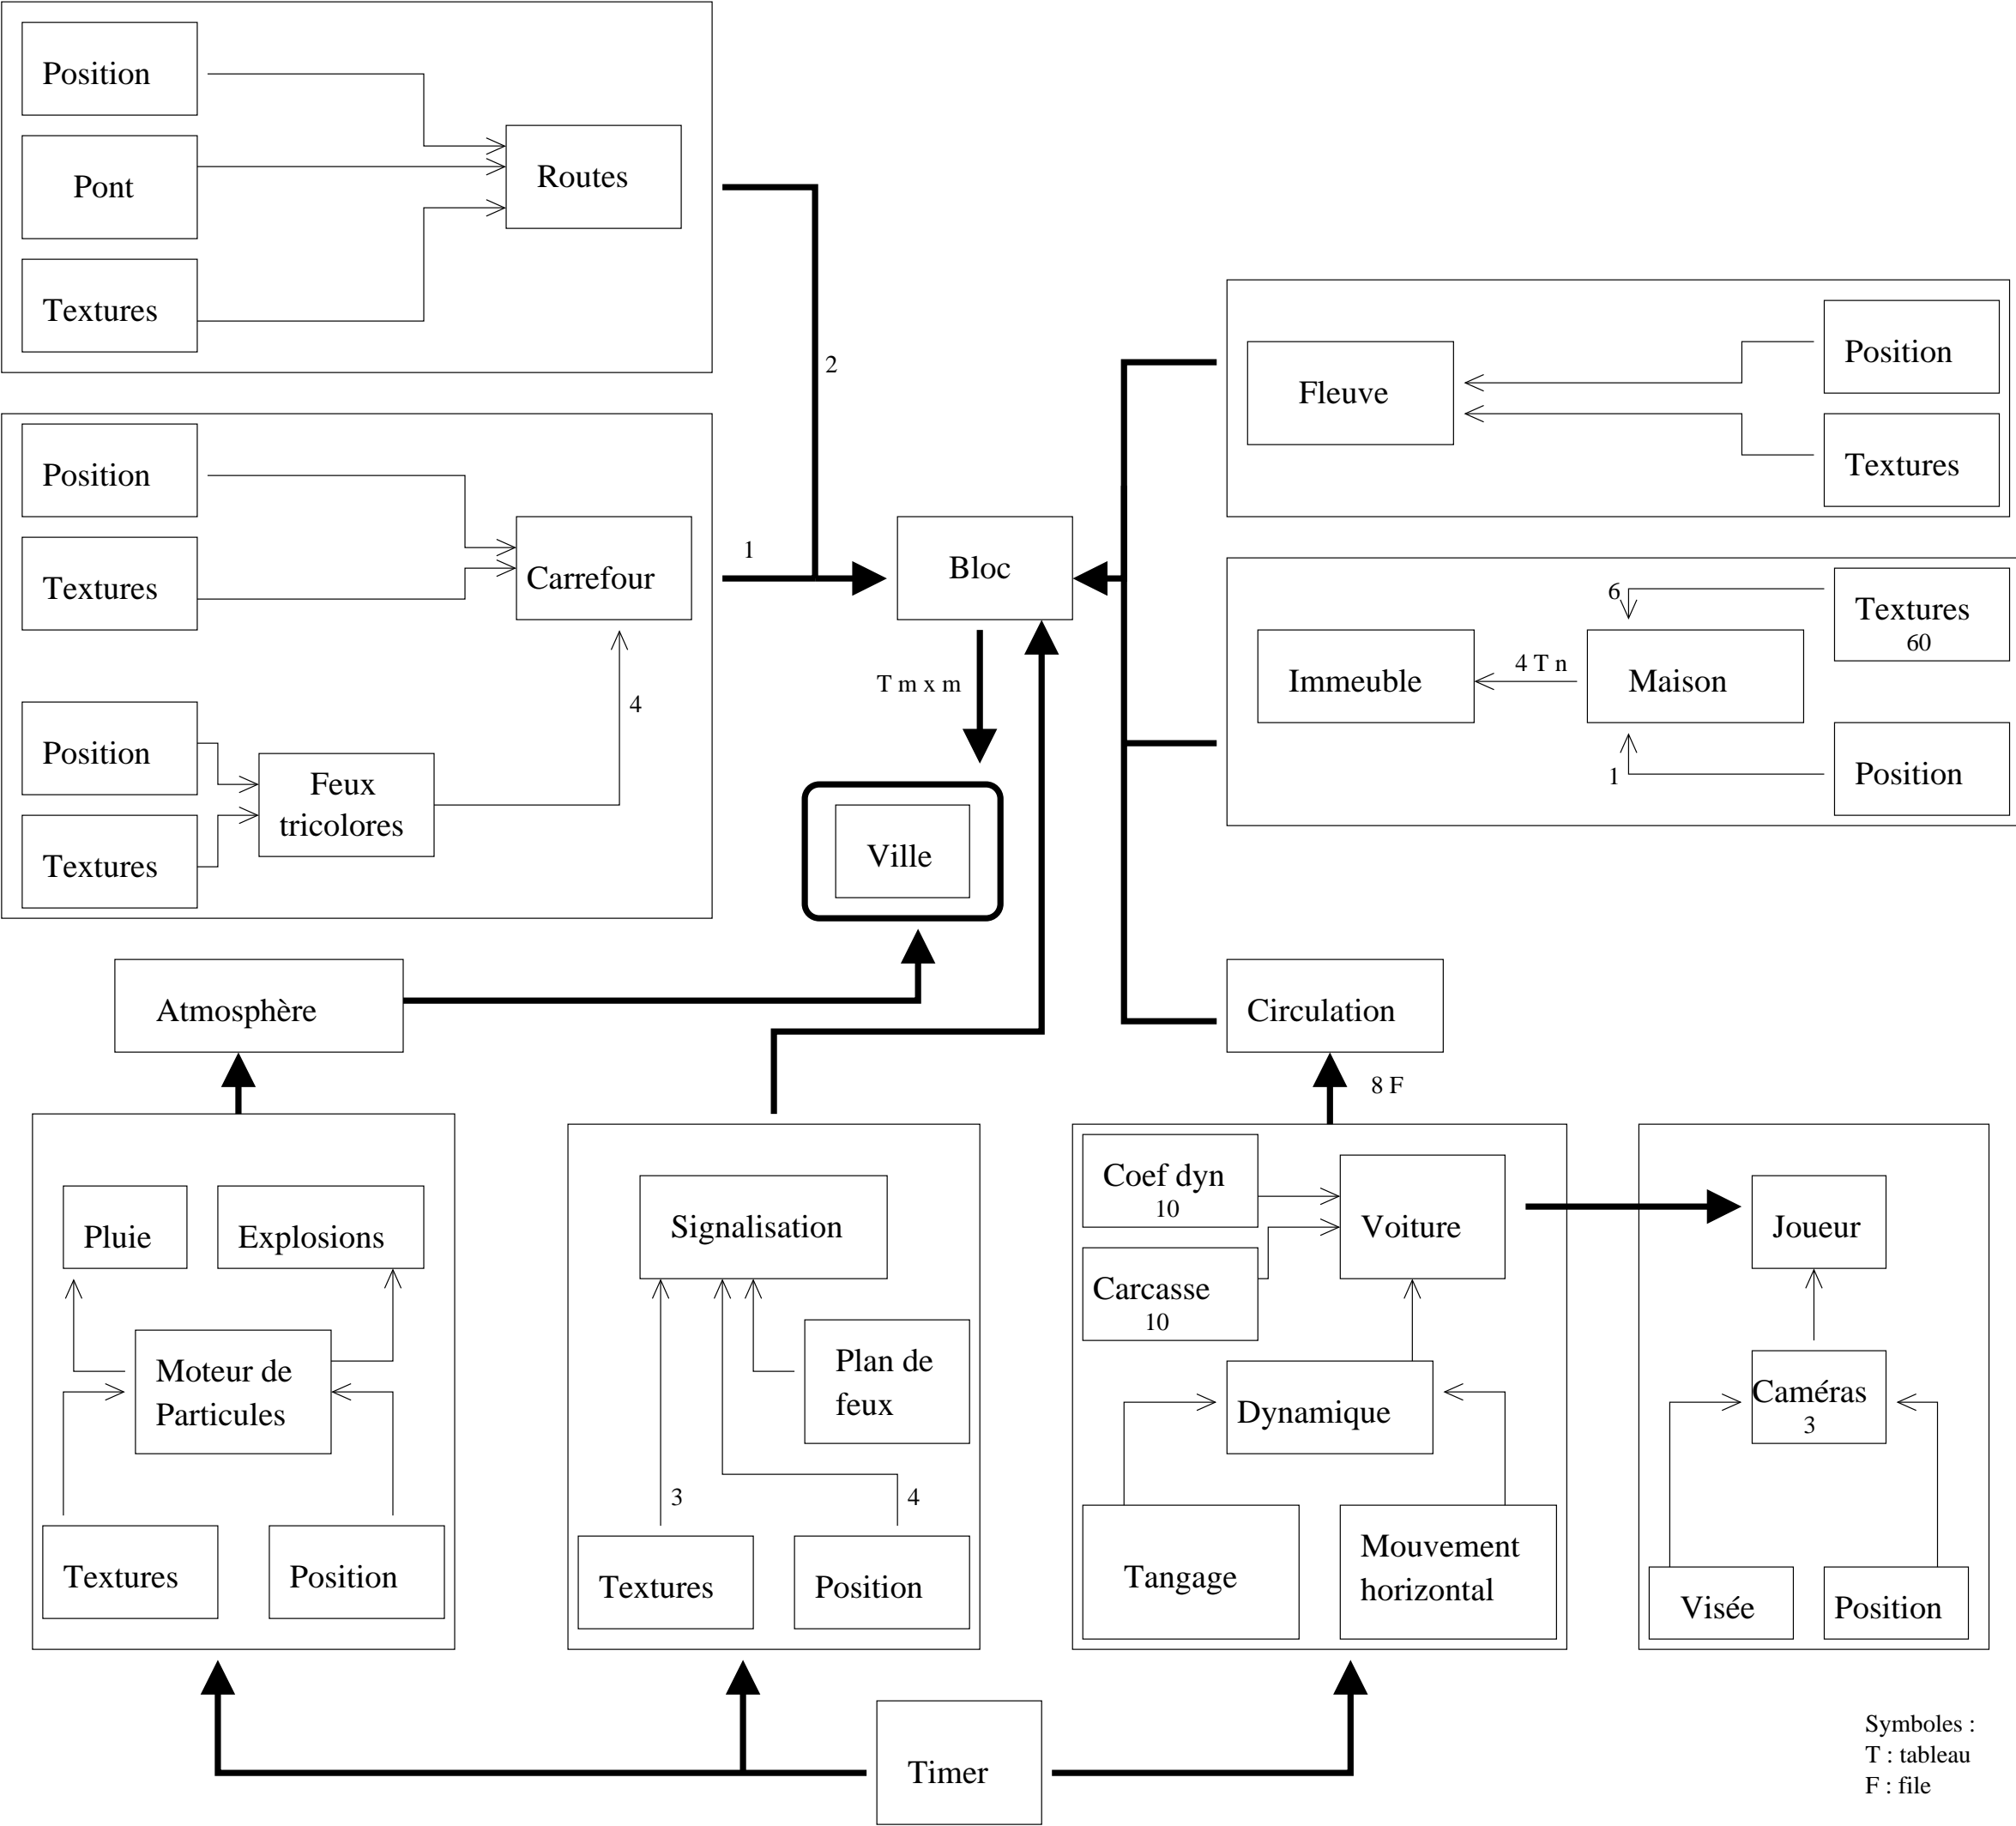 Position
Pont
Routes
Textures
2
Position
Textures
Carrefour
1
4
Position
Feux
tricolores
Textures
Bloc
T m x m
Ville
Fleuve
Position
Textures
6
Textures
60
Immeuble
4 T n
Maison
1
Position
Atmosphère
Circulation
8 F
Pluie
Explosions
Moteur de
Particules
Textures
Position
Signalisation
Plan de
feux
3
4
Textures
Position
Coef dyn
10
Voiture
Carcasse
10
Dynamique
Tangage
Mouvement
horizontal
Joueur
Caméras
3
Visée
Position
Timer
Symboles :
T : tableau
F : file